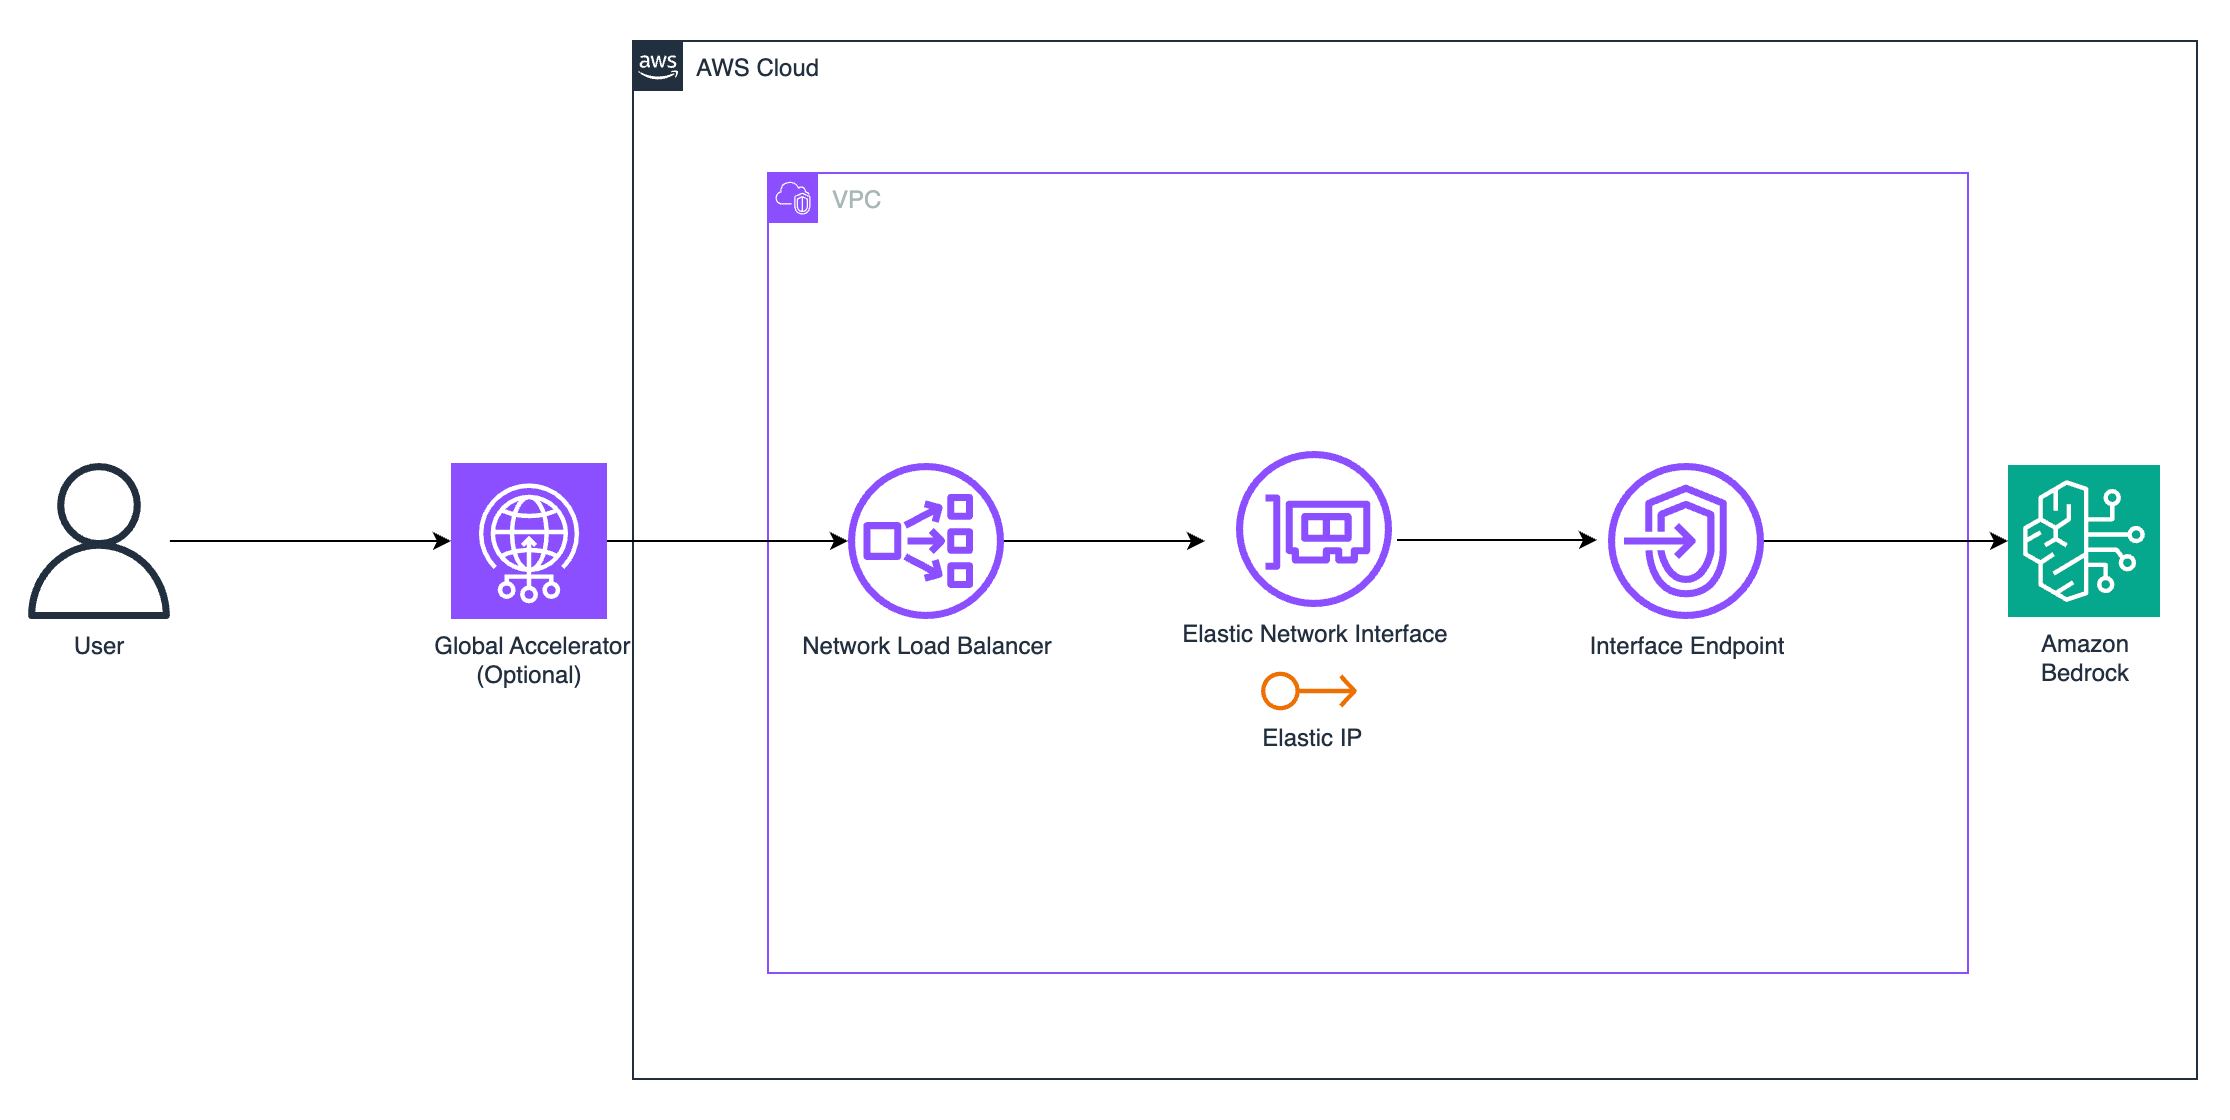 aws
AWS Cloud
VPC
User
Global Accelerator
(Optional)
Network Load Balancer
Elastic Network Interface
Elastic IP
Interface Endpoint
Amazon
Bedrock